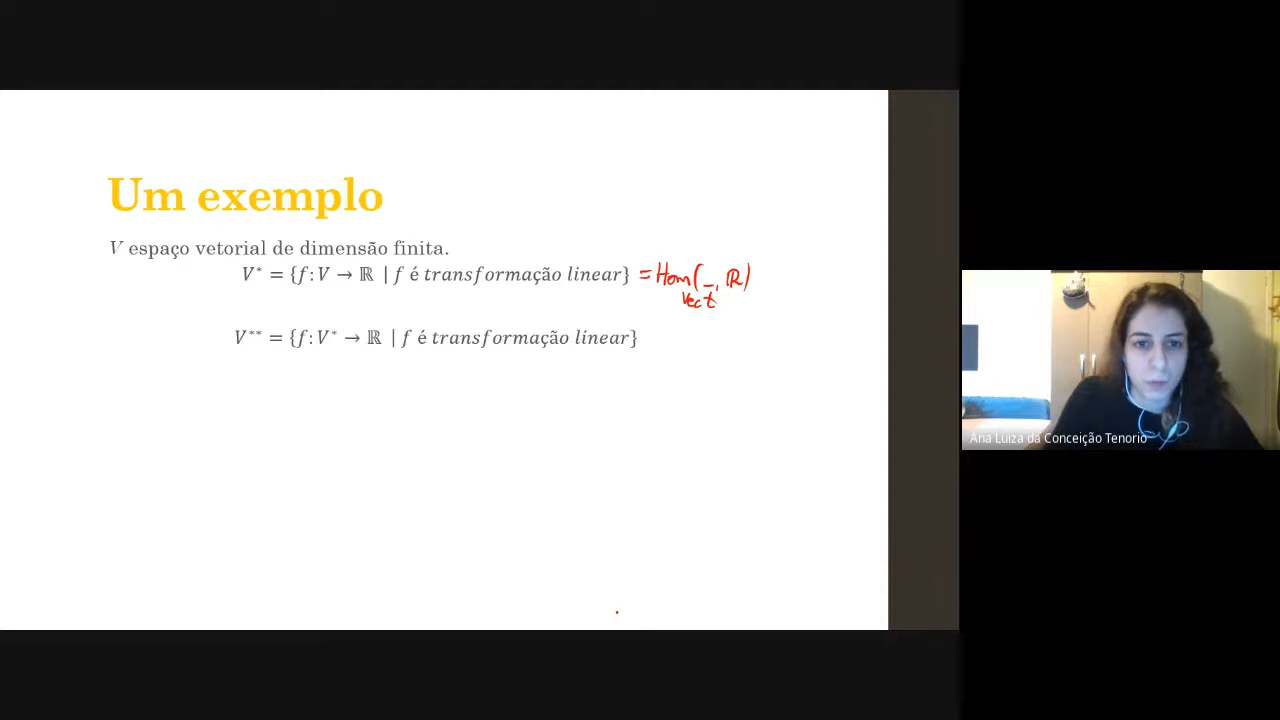 Um exemplo
V espaço vetorial de dimensão finita.
V* = {f: V → ℝ | f é transformação linear} = Hom(_, ℝ)
Vect
V** = {f: V* → ℝ | f é transformação linear}
Ana Luiza da Conceição Tenorio